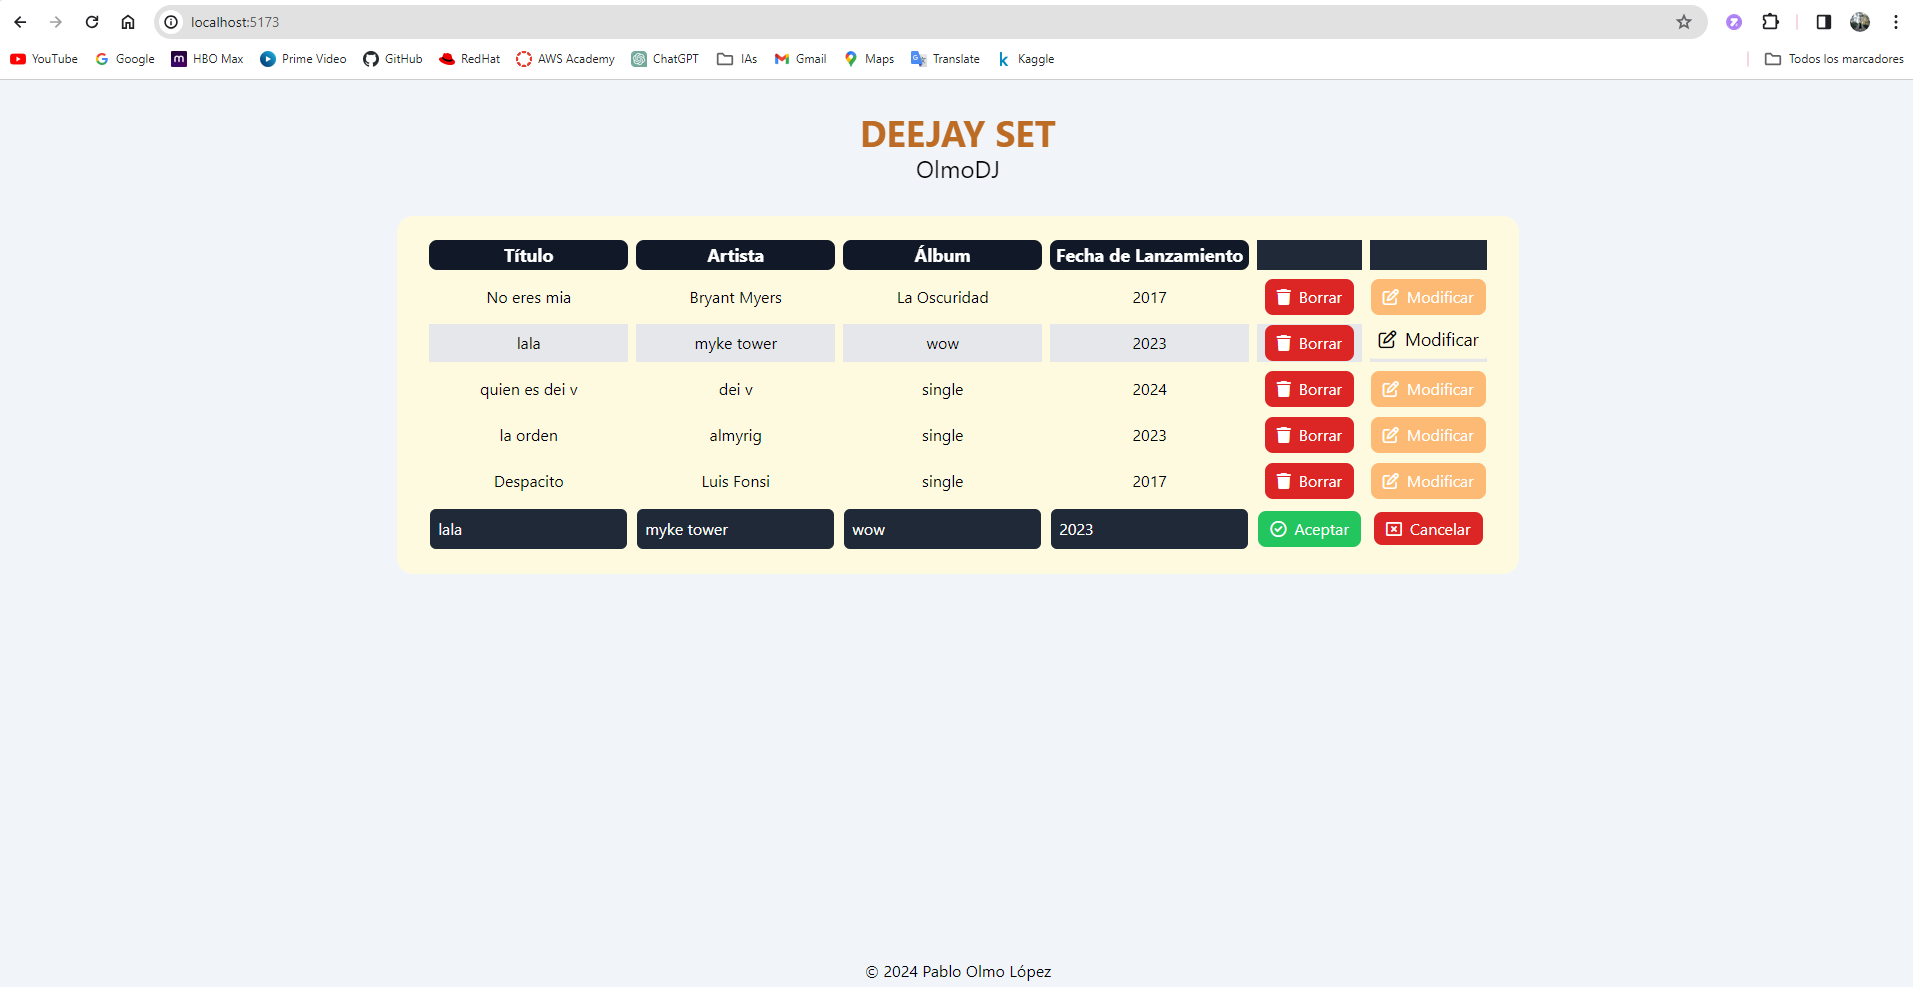 localhost:5173
YouTube Google HBO Max Prime Video GitHub RedHat AWS Academy ChatGPT IAs Gmail Maps Translate Kaggle Todos los marcadores
DEEJAY SET
OlmoDJ
Título Artista Álbum Fecha de Lanzamiento
No eres mia Bryant Myers La Oscuridad 2017 Borrar Modificar
lala myke tower wow 2023 Borrar Modificar
quien es dei v dei v single 2024 Borrar Modificar
la orden almyrig single 2023 Borrar Modificar
Despacito Luis Fonsi single 2017 Borrar Modificar
lala myke tower wow 2023 Aceptar Cancelar
© 2024 Pablo Olmo López